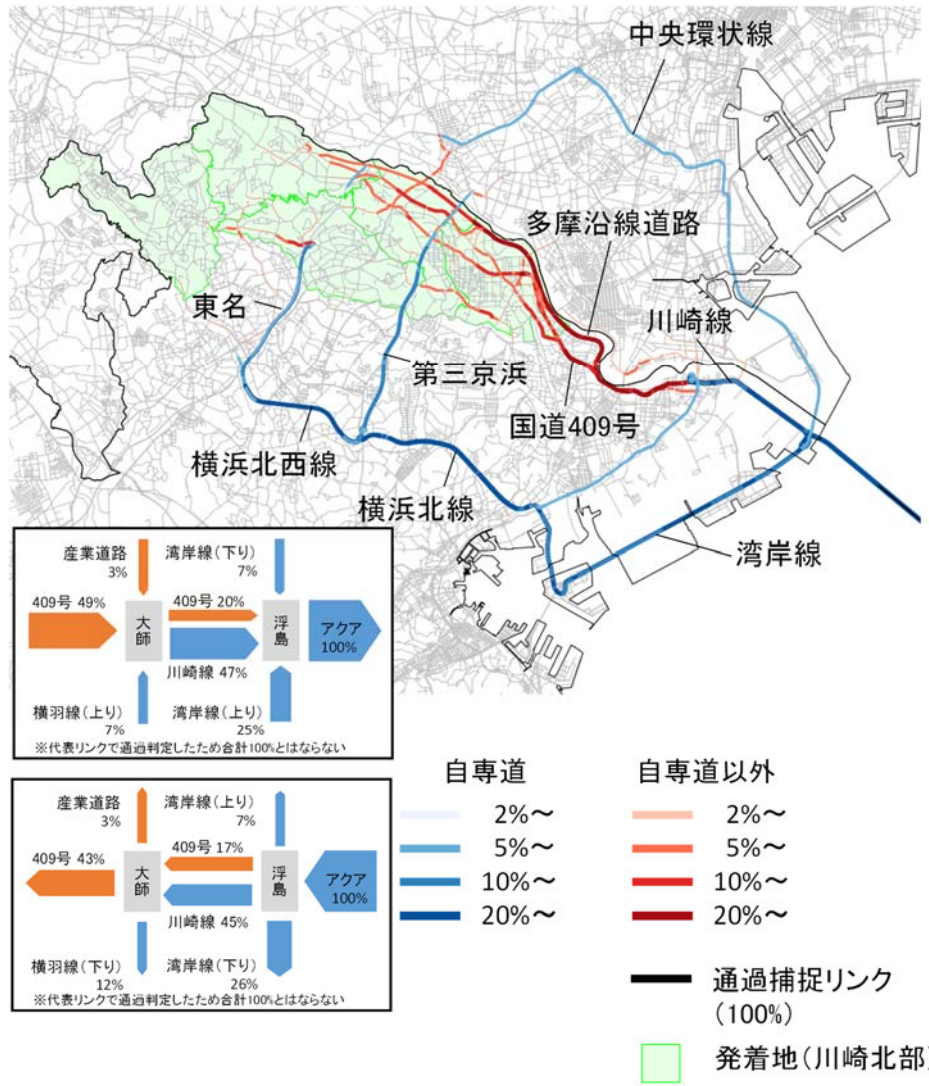 中央環状線
多摩沿線道路
川崎線
東名
第三京浜
国道409号
横浜北西線
横浜北線
湾岸線
産業道路
3%
湾岸線(下り)
7%
409号 49%
大師
409号 20%
浮島
アクア
100%
川崎線 47%
横羽線(上り)
7%
湾岸線(上り)
25%
※代表リンクで通過判定したため合計100%とはならない
産業道路
3%
湾岸線(上り)
7%
409号 43%
大師
409号 17%
浮島
アクア
100%
川崎線 45%
横羽線(下り)
12%
湾岸線(下り)
26%
※代表リンクで通過判定したため合計100%とはならない
自専道
2%～
5%～
10%～
20%～
自専道以外
2%～
5%～
10%～
20%～
通過捕捉リンク
(100%)
発着地(川崎北部)